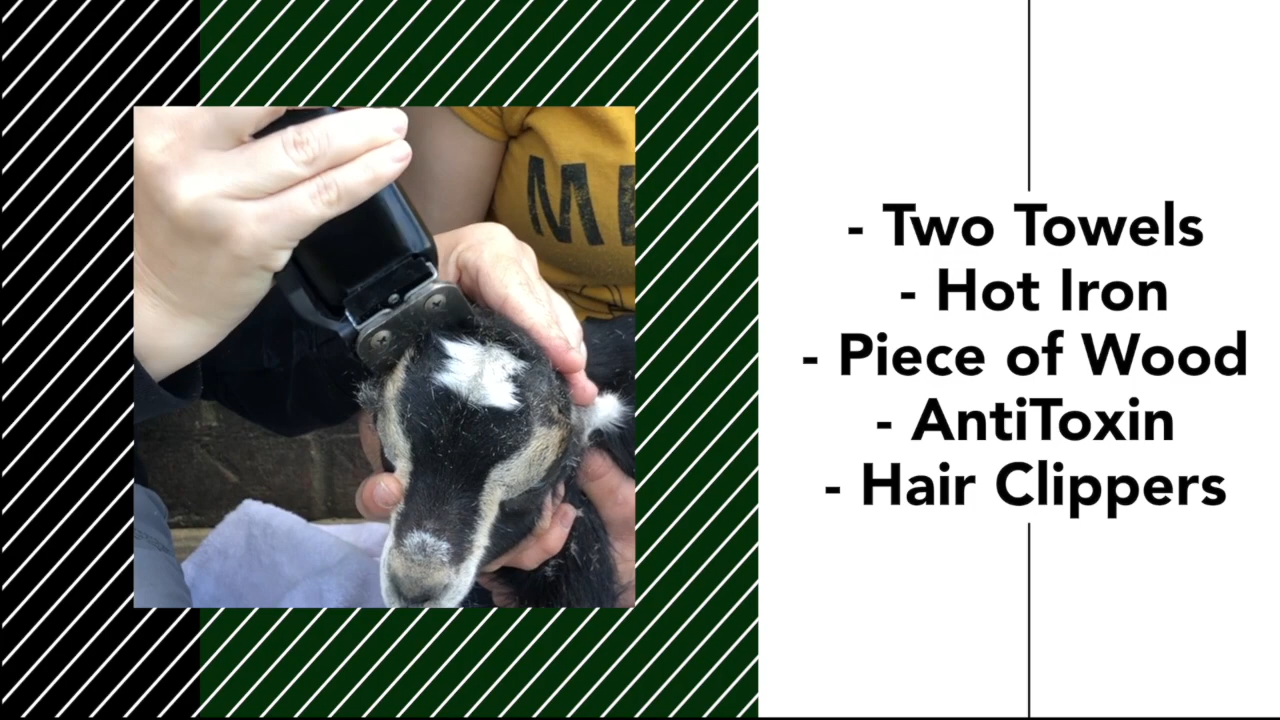 M
- Two Towels
- Hot Iron
- Piece of Wood
- AntiToxin
- Hair Clippers